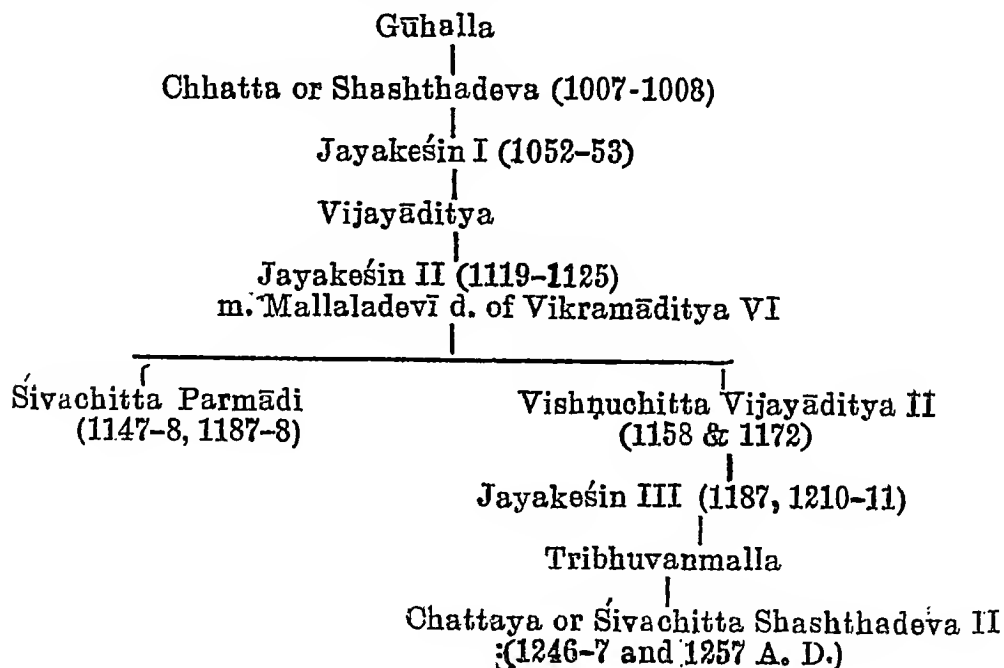 Gūhalla
Chhatta or Shashthadeva (1007-1008)
Jayakeśin I (1052–53)
Vijayāditya
Jayakeśin II (1119–1125)
m. Mallaladevī d. of Vikramāditya VI
Śivachitta Parmādi
(1147–8, 1187–8)
Vishṇuchitta Vijayāditya II
(1158 & 1172)
Jayakeśin III (1187, 1210–11)
Tribhuvanmalla
Chattaya or Śivachitta Shashthadeva II
(1246–7 and 1257 A. D.)